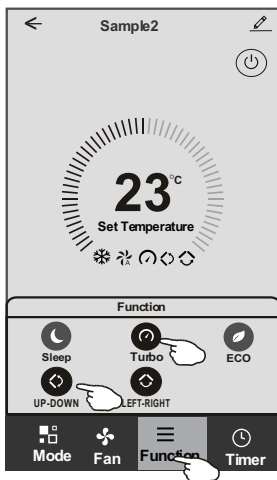 Sample2
23°C
Set Temperature
A
Function
Sleep Turbo ECO
UP-DOWN LEFT-RIGHT
Mode Fan Function Timer